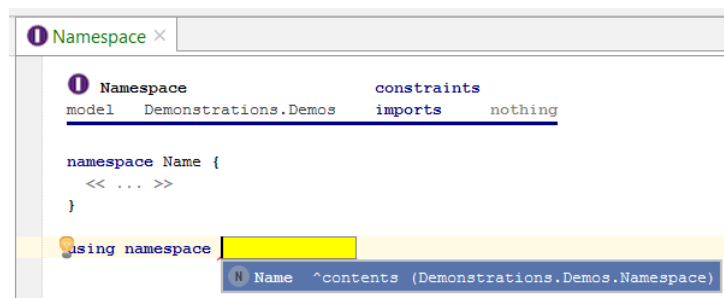 Namespace
Namespace constraints
model Demonstrations.Demos imports nothing
namespace Name {
<< ... >>
}
using namespace
N Name ^contents (Demonstrations.Demos.Namespace)